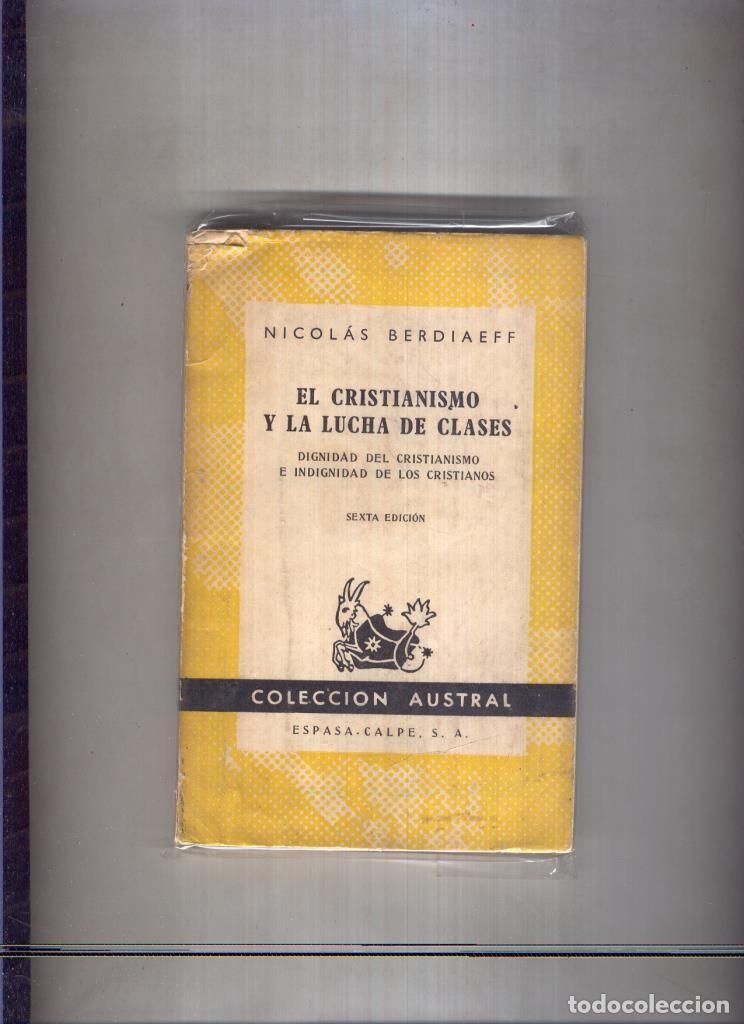 NICOLÁS BERDIAEFF
EL CRISTIANISMO
Y LA LUCHA DE CLASES
DIGNIDAD DEL CRISTIANISMO
E INDIGNIDAD DE LOS CRISTIANOS
SEXTA EDICIÓN
COLECCION AUSTRAL
ESPASA-CALPE, S. A.
todocoleccion